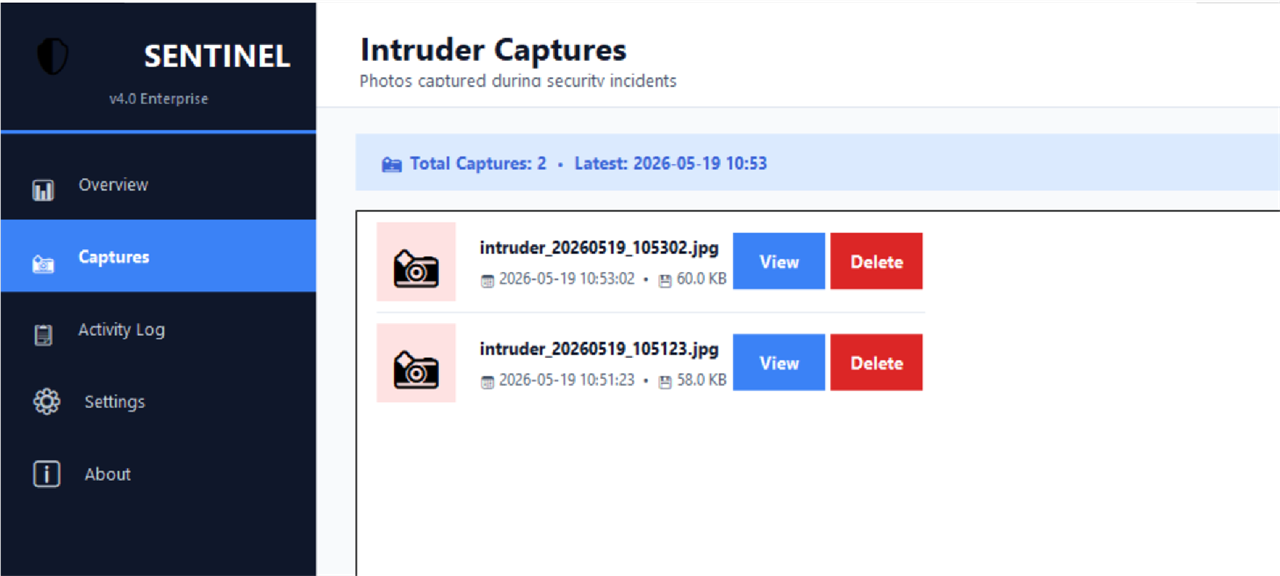 SENTINEL
v4.0 Enterprise
Overview
Captures
Activity Log
Settings
About
Intruder Captures
Photos captured during security incidents
Total Captures: 2 • Latest: 2026-05-19 10:53
intruder_20260519_105302.jpg
2026-05-19 10:53:02 • 60.0 KB
View
Delete
intruder_20260519_105123.jpg
2026-05-19 10:51:23 • 58.0 KB
View
Delete